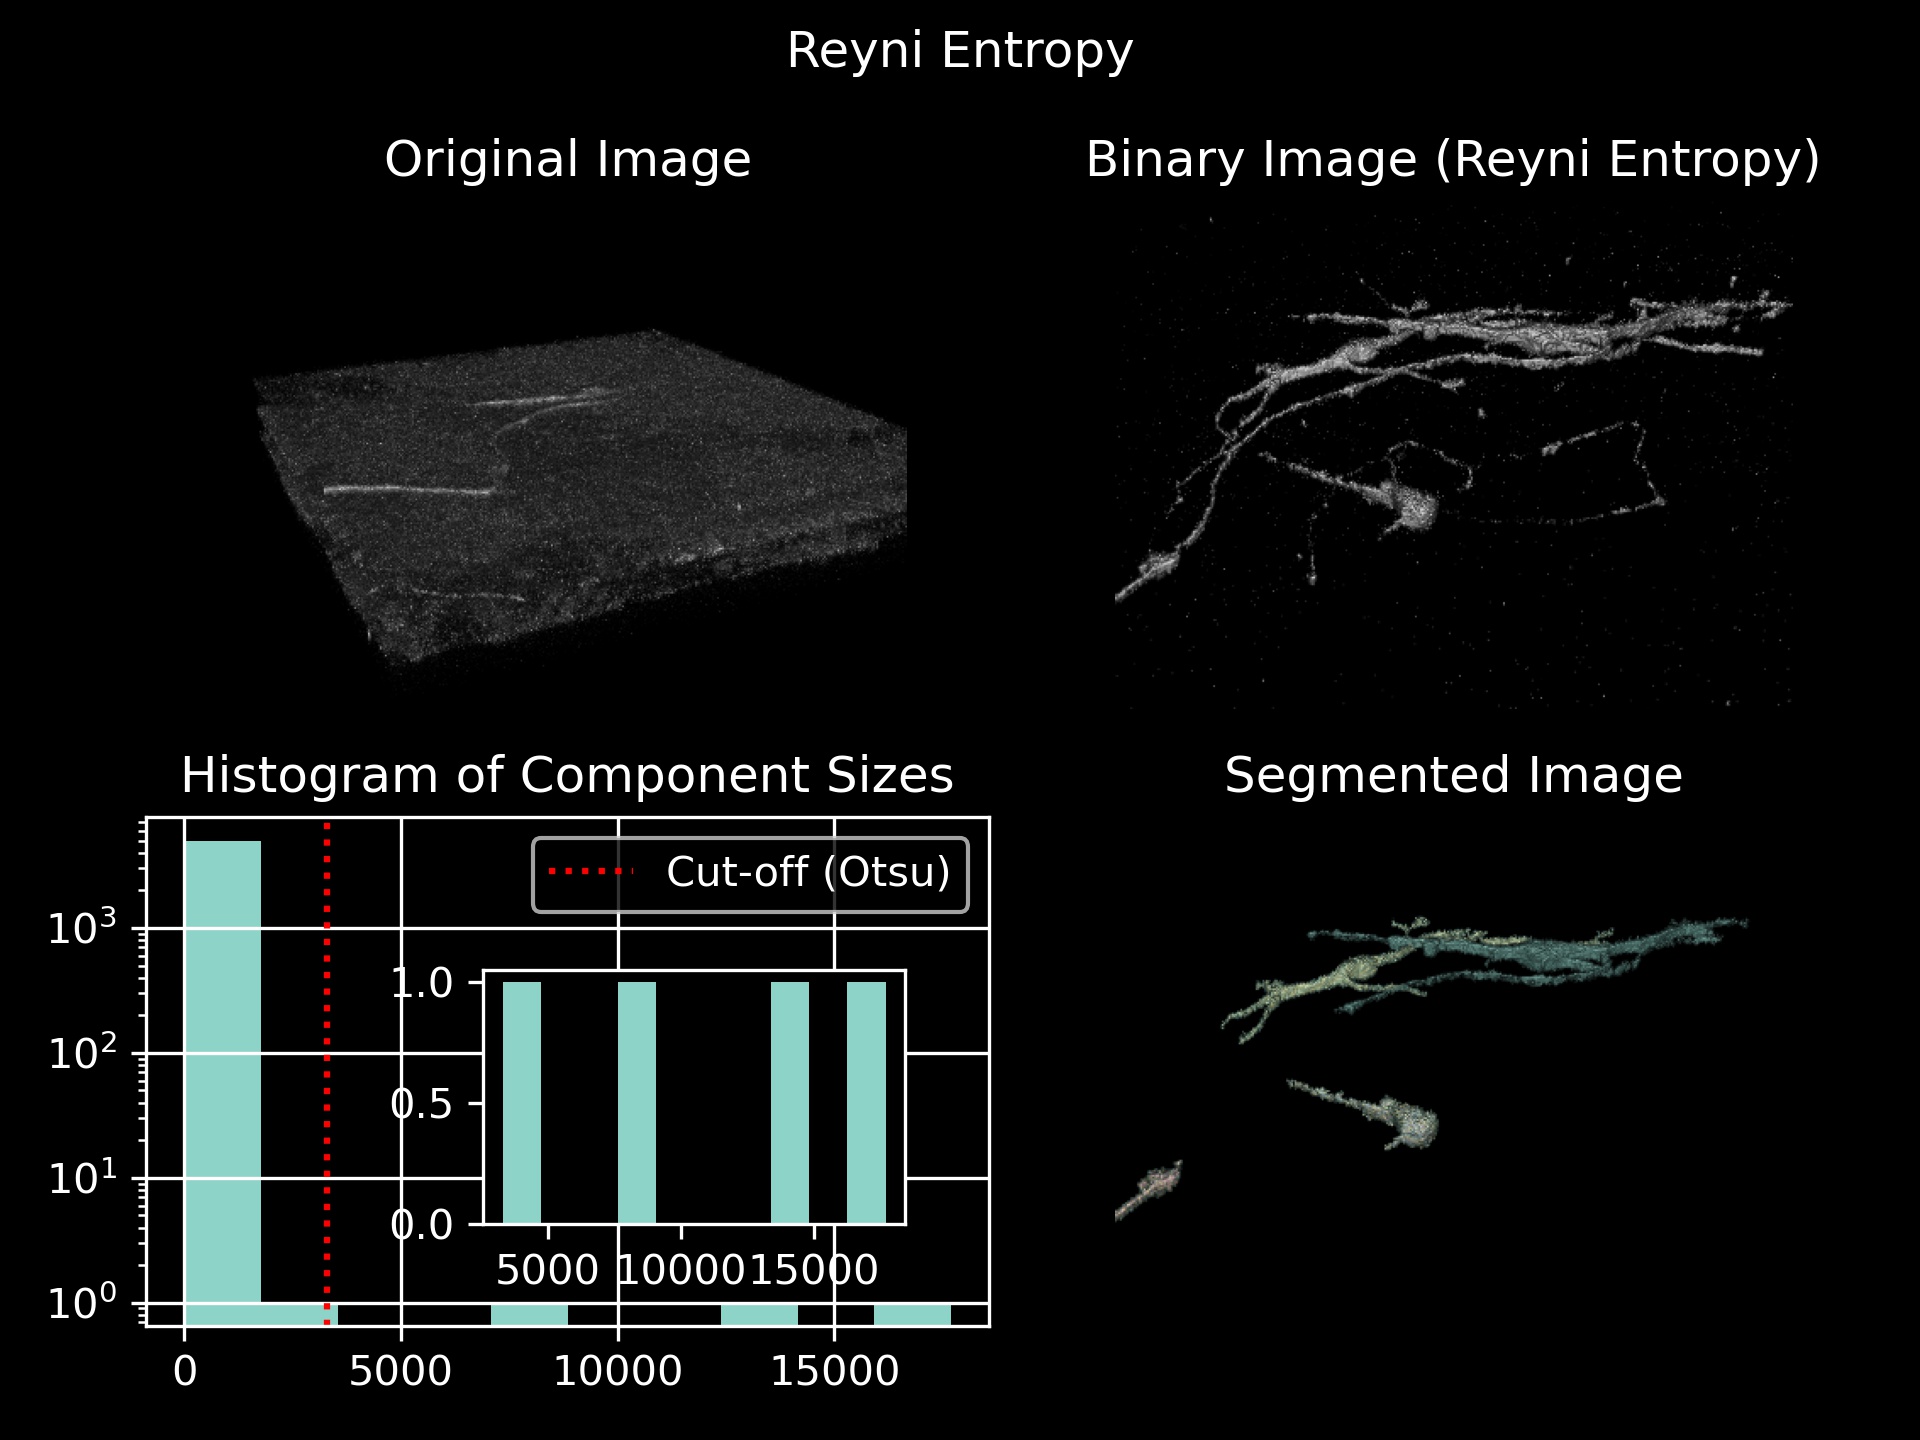 Reyni Entropy
Original Image
Binary Image (Reyni Entropy)
Histogram of Component Sizes
Cut-off (Otsu)
10^3
10^2
10^1
10^0
1.0
0.5
0.0
5000 10000 15000
0 5000 10000 15000
Segmented Image